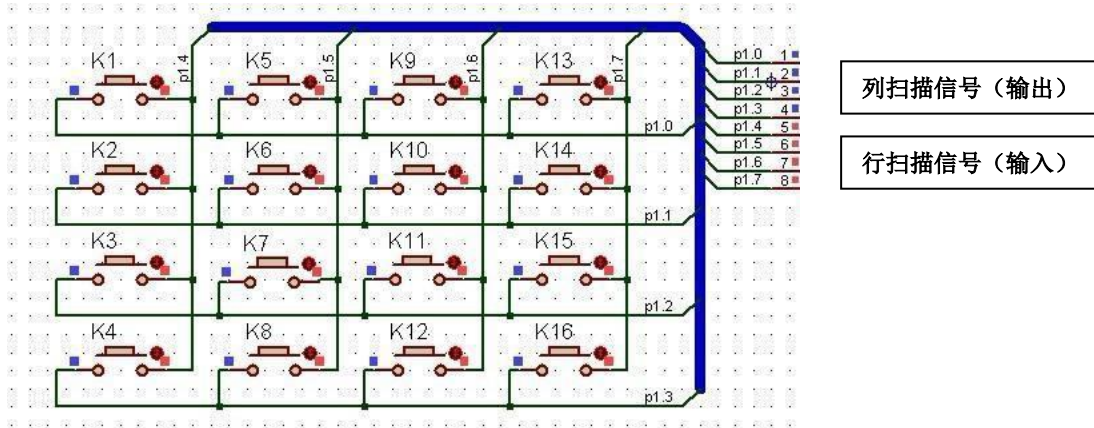 K1 p1.4 K5 p1.5 K9 p1.6 K13 p1.7
p1.0 1
p1.1 2
p1.2 3
p1.3 4
p1.4 5
p1.5 6
p1.6 7
p1.7 8
列扫描信号（输出）
行扫描信号（输入）
p1.0
K2 K6 K10 K14
p1.1
K3 K7 K11 K15
p1.2
K4 K8 K12 K16
p1.3